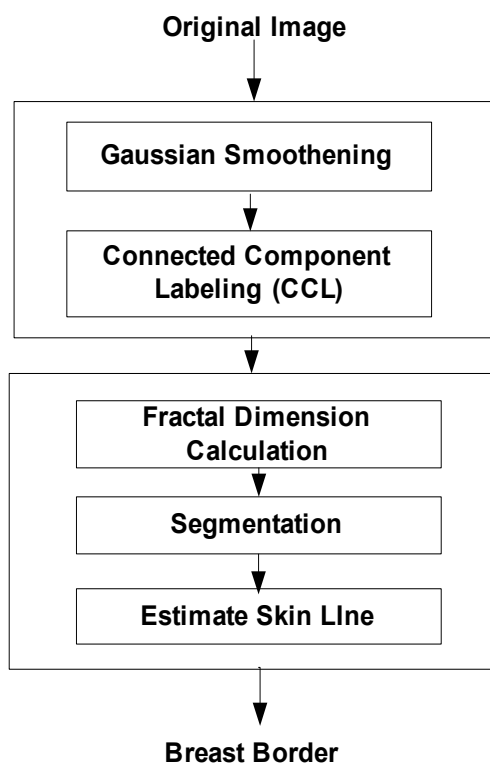 Original Image
Gaussian Smoothening
Connected Component
Labeling (CCL)
Fractal Dimension
Calculation
Segmentation
Estimate Skin LIne
Breast Border